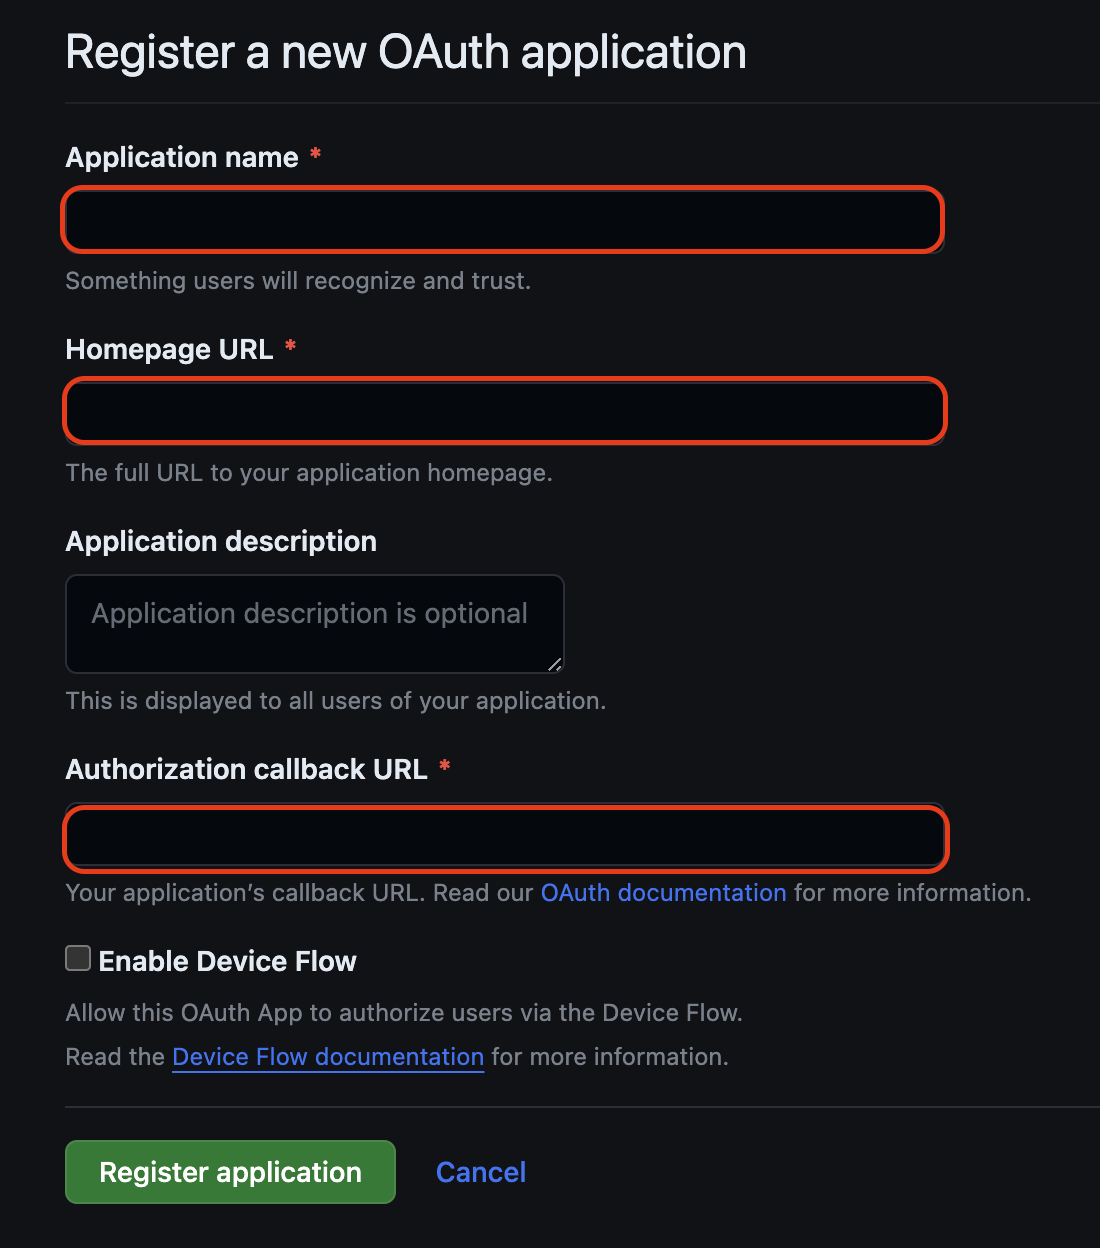 Register a new OAuth application
Application name *
Something users will recognize and trust.
Homepage URL *
The full URL to your application homepage.
Application description
Application description is optional
This is displayed to all users of your application.
Authorization callback URL *
Your application’s callback URL. Read our OAuth documentation for more information.
Enable Device Flow
Allow this OAuth App to authorize users via the Device Flow.
Read the Device Flow documentation for more information.
Register application Cancel